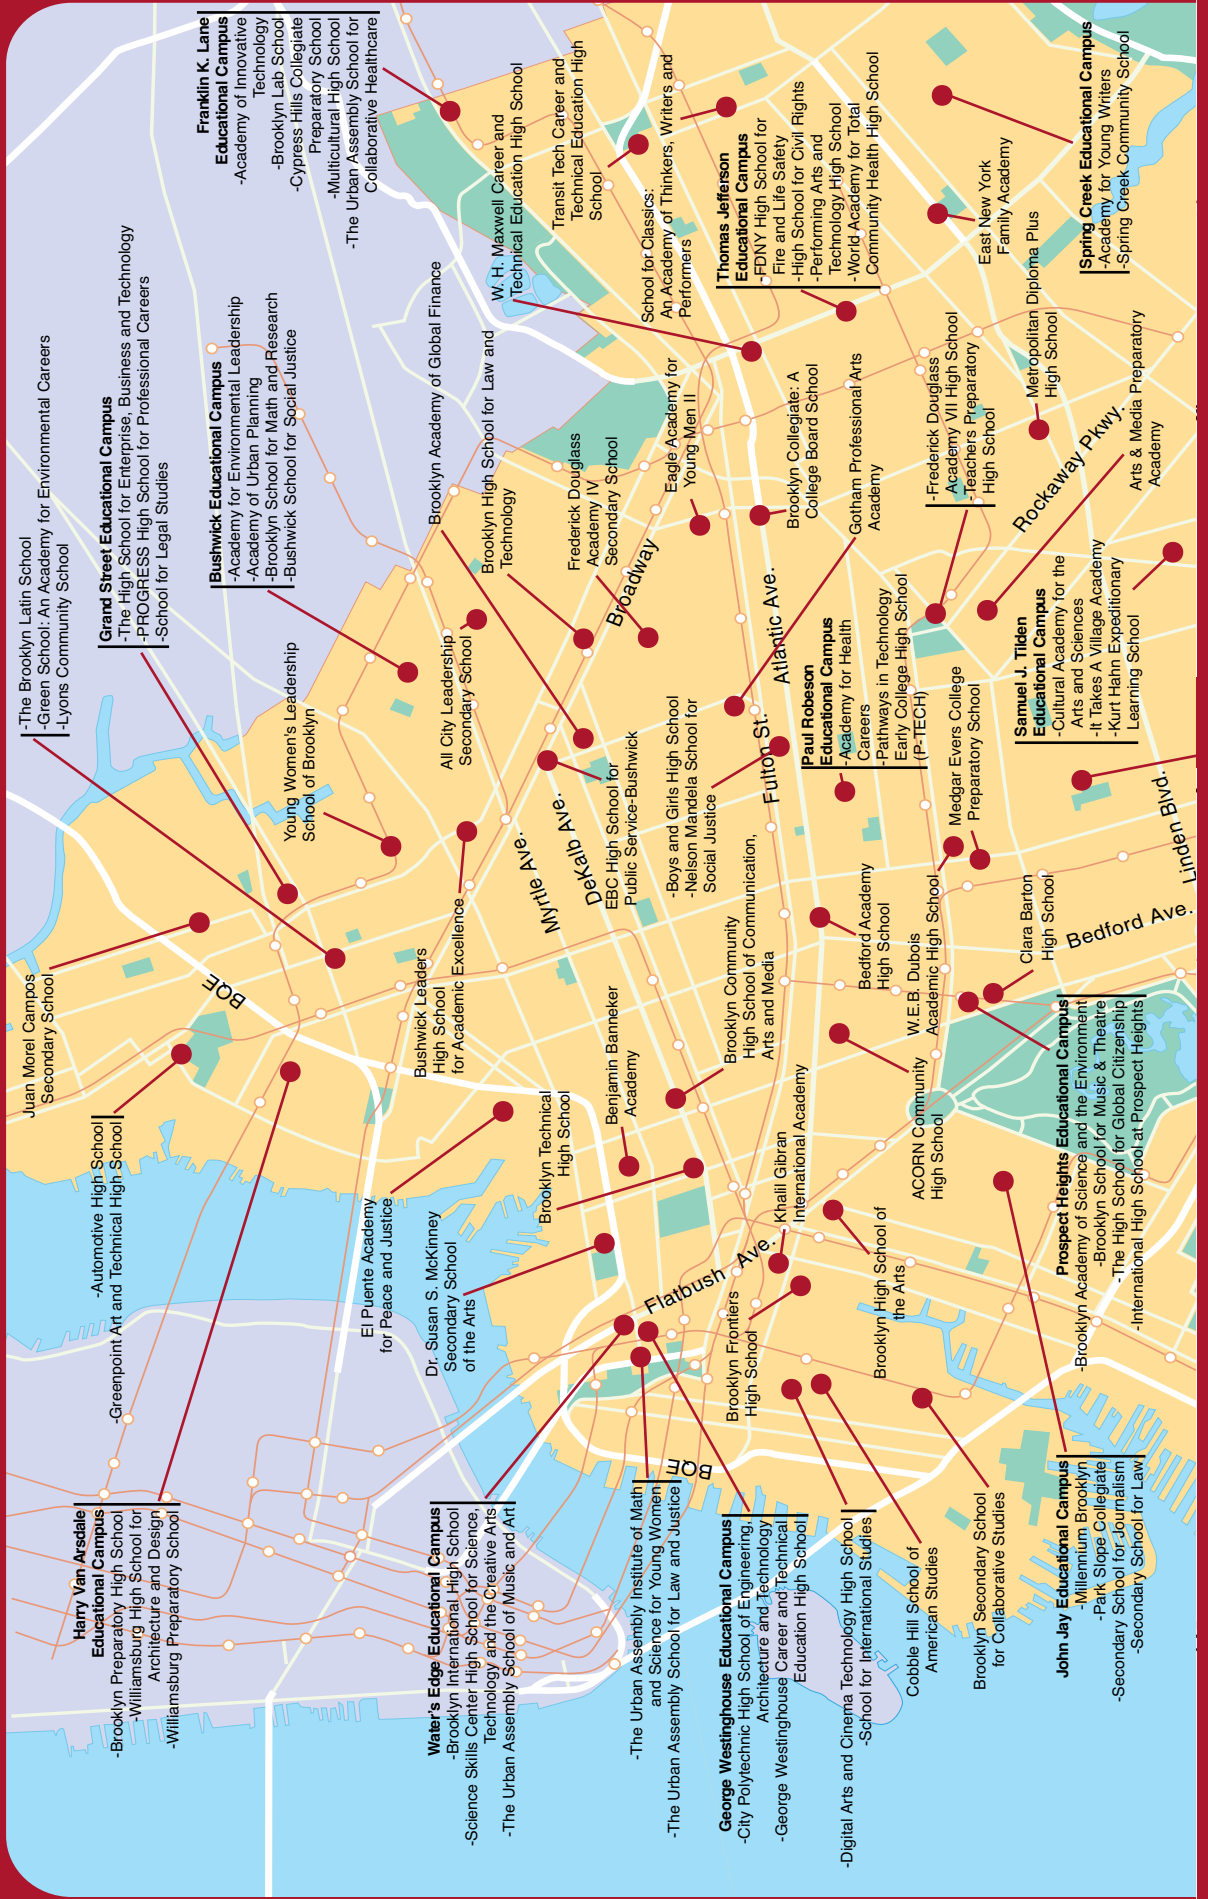 Juan Morel Campos
Secondary School
-Automotive High School
-Greenpoint Art and Technical High School
Harry Van Arsdale
Educational Campus
-Brooklyn Preparatory High School
-Williamsburg High School for
Architecture and Design
-Williamsburg Preparatory School
-The Brooklyn Latin School
-Green School: An Academy for Environmental Careers
-Lyons Community School
Grand Street Educational Campus
-The High School for Enterprise, Business and Technology
-PROGRESS High School for Professional Careers
-School for Legal Studies
Bushwick Educational Campus
-Academy for Environmental Leadership
-Academy of Urban Planning
-Brooklyn School for Math and Research
-Bushwick School for Social Justice
Franklin K. Lane
Educational Campus
-Academy of Innovative
Technology
-Brooklyn Lab School
-Cypress Hills Collegiate
Preparatory School
-Multicultural High School
-The Urban Assembly School for
Collaborative Healthcare
BQE
Young Women's Leadership
School of Brooklyn
El Puente Academy
for Peace and Justice
Bushwick Leaders
High School
for Academic Excellence
All City Leadership
Secondary School
Brooklyn Academy of Global Finance
Water's Edge Educational Campus
-Brooklyn International High School
-Science Skills Center High School for Science,
Technology and the Creative Arts
-The Urban Assembly School of Music and Art
Dr. Susan S. McKinney
Secondary School
of the Arts
Brooklyn High School for Law and
Technology
W. H. Maxwell Career and
Technical Education High School
Transit Tech Career and
Technical Education High
School
Myrtle Ave.
DeKalb Ave.
Brooklyn Technical
High School
Frederick Douglass
Academy IV
Secondary School
Broadway
Benjamin Banneker
Academy
EBC High School for
Public Service-Bushwick
School for Classics:
An Academy of Thinkers, Writers and
Performers
-The Urban Assembly Institute of Math
and Science for Young Women
-The Urban Assembly School for Law and Justice
BQE
Flatbush Ave.
-Boys and Girls High School
-Nelson Mandela School for
Social Justice
Eagle Academy for
Young Men II
George Westinghouse Educational Campus
-City Polytechnic High School of Engineering,
Architecture and Technology
-George Westinghouse Career and Technical
Education High School
Brooklyn Frontiers
High School
Brooklyn Community
High School of Communication,
Arts and Media
Thomas Jefferson
Educational Campus
-FDNY High School for
Fire and Life Safety
-High School for Civil Rights
-Performing Arts and
Technology High School
-World Academy for Total
Community Health High School
Khalil Gibran
International Academy
Fulton St.
Atlantic Ave.
Brooklyn Collegiate: A
College Board School
Paul Robeson
Educational Campus
-Academy for Health
Careers
-Pathways in Technology
Early College High School
(P-TECH)
Gotham Professional Arts
Academy
-Digital Arts and Cinema Technology High School
-School for International Studies
Bedford Academy
High School
Brooklyn High School of
the Arts
Cobble Hill School of
American Studies
ACORN Community
High School
W.E.B. Dubois
Academic High School
-Frederick Douglass
Academy VII High School
-Teachers Preparatory
High School
Medgar Evers College
Preparatory School
East New York
Family Academy
Brooklyn Secondary School
for Collaborative Studies
Clara Barton
High School
Samuel J. Tilden
Educational Campus
-Cultural Academy for the
Arts and Sciences
-It Takes A Village Academy
-Kurt Hahn Expeditionary
Learning School
Metropolitan Diploma Plus
High School
Rockaway Pkwy.
John Jay Educational Campus
-Millennium Brooklyn
-Park Slope Collegiate
-Secondary School for Journalism
-Secondary School for Law
Prospect Heights Educational Campus
-Brooklyn Academy of Science and the Environment
-Brooklyn School for Music & Theatre
-The High School for Global Citizenship
-International High School at Prospect Heights
Bedford Ave.
Linden Blvd.
Arts & Media Preparatory
Academy
Spring Creek Educational Campus
-Academy for Young Writers
-Spring Creek Community School